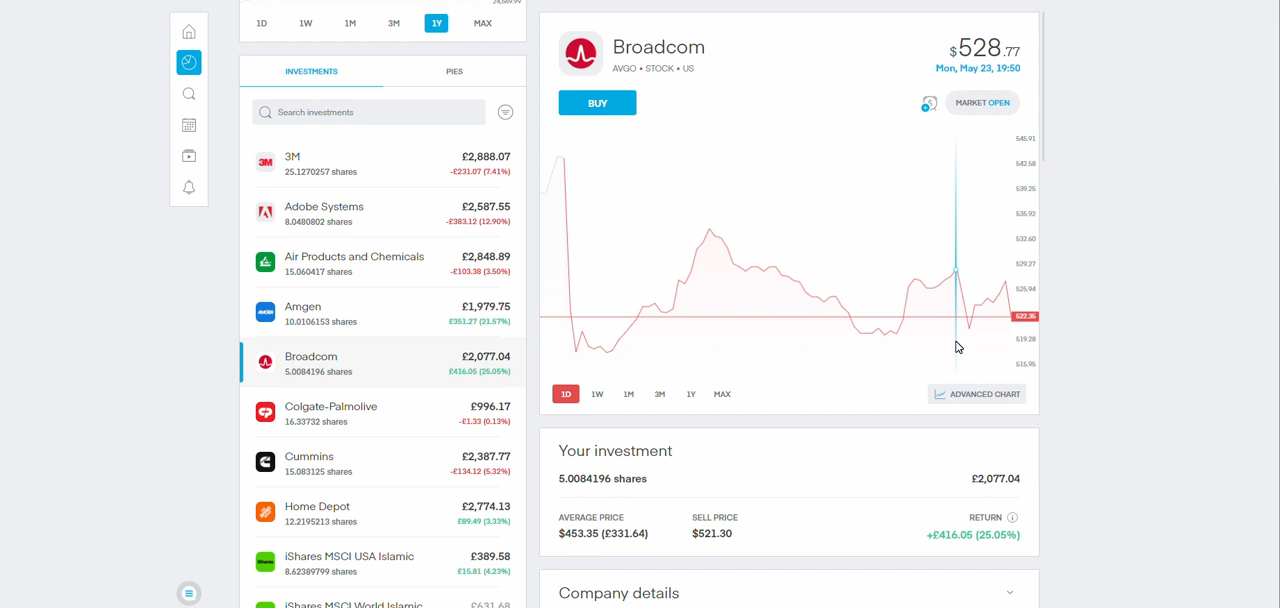 24,589.99
1D 1W 1M 3M 1Y MAX
INVESTMENTS PIES
Search investments
3M £2,888.07
25.1270257 shares -£231.07 (7.41%)
Adobe Systems £2,587.55
8.0480802 shares -£383.12 (12.90%)
Air Products and Chemicals £2,848.89
15.060417 shares -£103.38 (3.50%)
AMGEN
Amgen £1,979.75
10.0106153 shares £351.27 (21.57%)
Broadcom £2,077.04
5.0084196 shares £416.05 (25.05%)
Colgate-Palmolive £996.17
16.33732 shares -£1.33 (0.13%)
Cummins £2,387.77
15.083125 shares -£134.12 (5.32%)
Home Depot £2,774.13
12.2195213 shares £89.49 (3.33%)
iShares MSCI USA Islamic £389.58
8.62389799 shares £15.81 (4.23%)
iShares MSCI World Islamic £631.68
Broadcom $528.77
AVGO • STOCK • US Mon, May 23, 19:50
BUY MARKET OPEN
545.91
542.58
539.25
535.92
532.60
529.27
525.94
522.35
519.28
515.95
1D 1W 1M 3M 1Y MAX ADVANCED CHART
Your investment
5.0084196 shares £2,077.04
AVERAGE PRICE SELL PRICE RETURN
$453.35 (£331.64) $521.30 +£416.05 (25.05%)
Company details